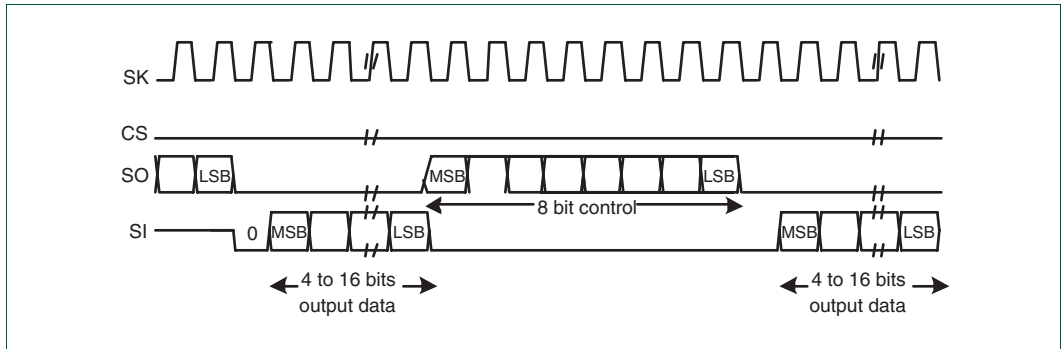 SK
CS
SO LSB MSB LSB
8 bit control
SI 0 MSB LSB MSB LSB
4 to 16 bits output data
4 to 16 bits output data